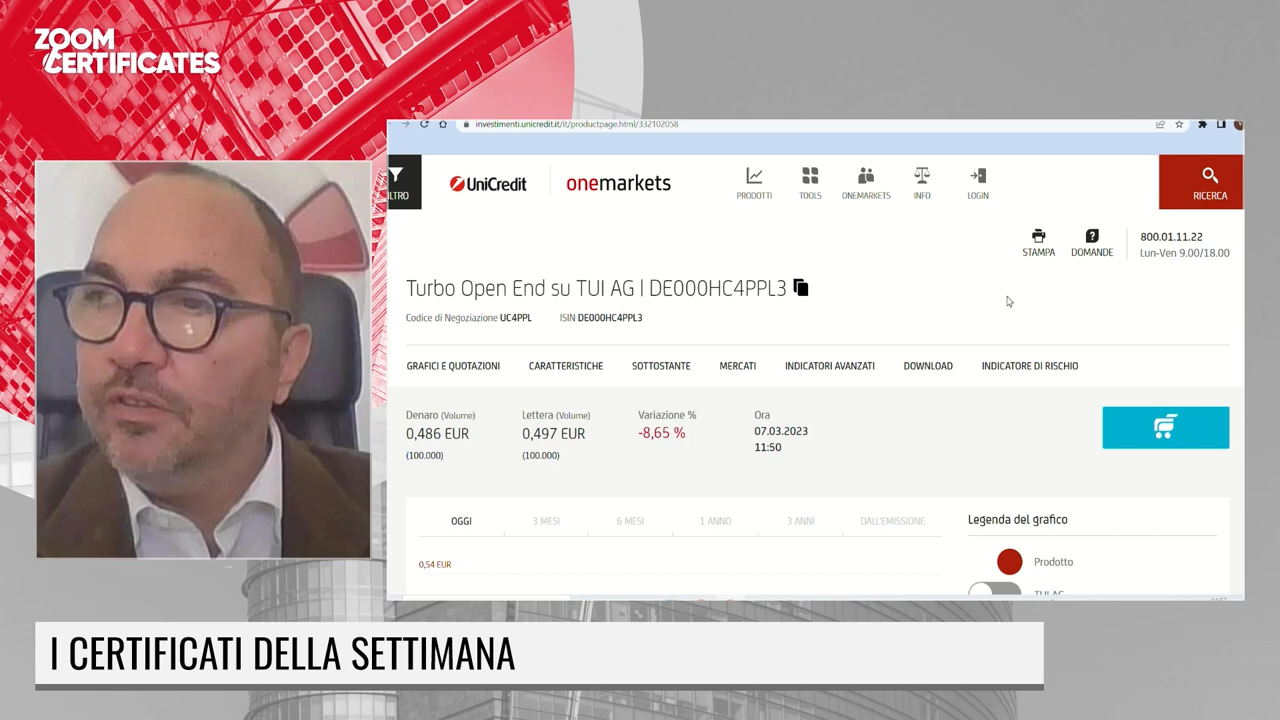 ZOOM
CERTIFICATES
investimenti.unicredit.it/it/productpage.html/332102058
LTRO
UniCredit
onemarkets
PRODOTTI
TOOLS
ONEMARKETS
INFO
LOGIN
RICERCA
STAMPA
DOMANDE
800.01.11.22
Lun-Ven 9.00/18.00
Turbo Open End su TUI AG | DE000HC4PPL3
Codice di Negoziazione UC4PPL
ISIN DE000HC4PPL3
GRAFICI E QUOTAZIONI
CARATTERISTICHE
SOTTOSTANTE
MERCATI
INDICATORI AVANZATI
DOWNLOAD
INDICATORE DI RISCHIO
Denaro (Volume)
Lettera (Volume)
Variazione %
Ora
0,486 EUR
0,497 EUR
-8,65 %
07.03.2023
(100.000)
(100.000)
11:50
OGGI
3 MESI
6 MESI
1 ANNO
3 ANNI
DALL'EMISSIONE
Legenda del grafico
0,54 EUR
Prodotto
TUI AG
I CERTIFICATI DELLA SETTIMANA